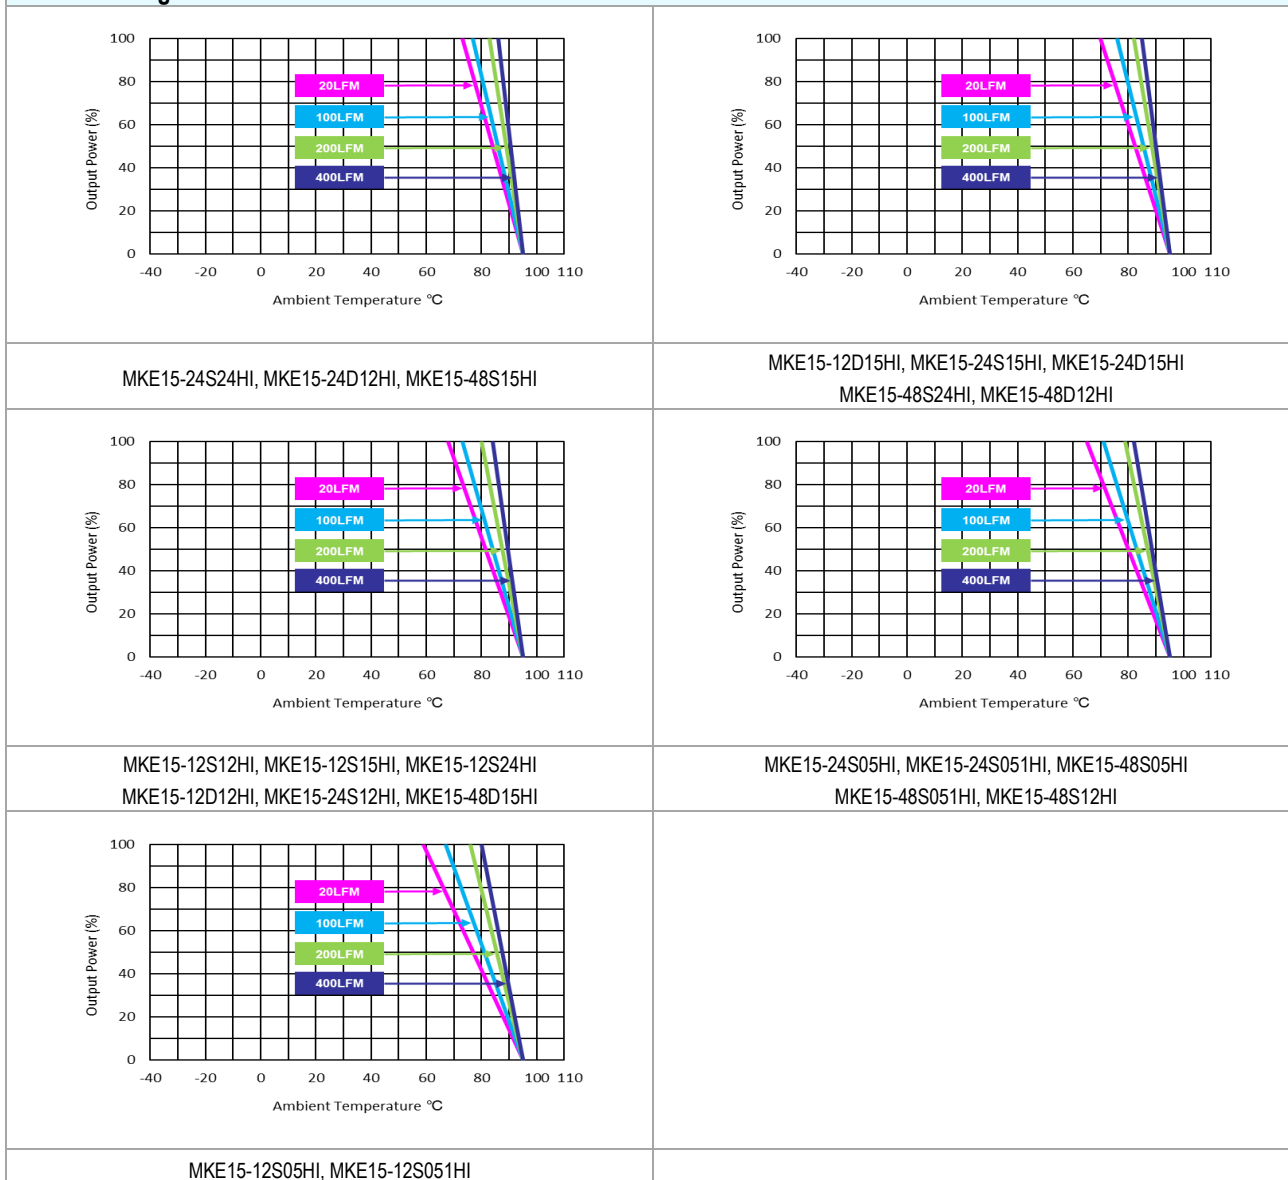 100
80
60
40
20
0
-40 -20 0 20 40 60 80 100 110
Output Power (%)
Ambient Temperature °C
20LFM
100LFM
200LFM
400LFM
100
80
60
40
20
0
-40 -20 0 20 40 60 80 100 110
Output Power (%)
Ambient Temperature °C
20LFM
100LFM
200LFM
400LFM
MKE15-24S24HI, MKE15-24D12HI, MKE15-48S15HI
MKE15-12D15HI, MKE15-24S15HI, MKE15-24D15HI
MKE15-48S24HI, MKE15-48D12HI
100
80
60
40
20
0
-40 -20 0 20 40 60 80 100 110
Output Power (%)
Ambient Temperature °C
20LFM
100LFM
200LFM
400LFM
100
80
60
40
20
0
-40 -20 0 20 40 60 80 100 110
Output Power (%)
Ambient Temperature °C
20LFM
100LFM
200LFM
400LFM
MKE15-12S12HI, MKE15-12S15HI, MKE15-12S24HI
MKE15-12D12HI, MKE15-24S12HI, MKE15-48D15HI
MKE15-24S05HI, MKE15-24S051HI, MKE15-48S05HI
MKE15-48S051HI, MKE15-48S12HI
100
80
60
40
20
0
-40 -20 0 20 40 60 80 100 110
Output Power (%)
Ambient Temperature °C
20LFM
100LFM
200LFM
400LFM
MKE15-12S05HI, MKE15-12S051HI